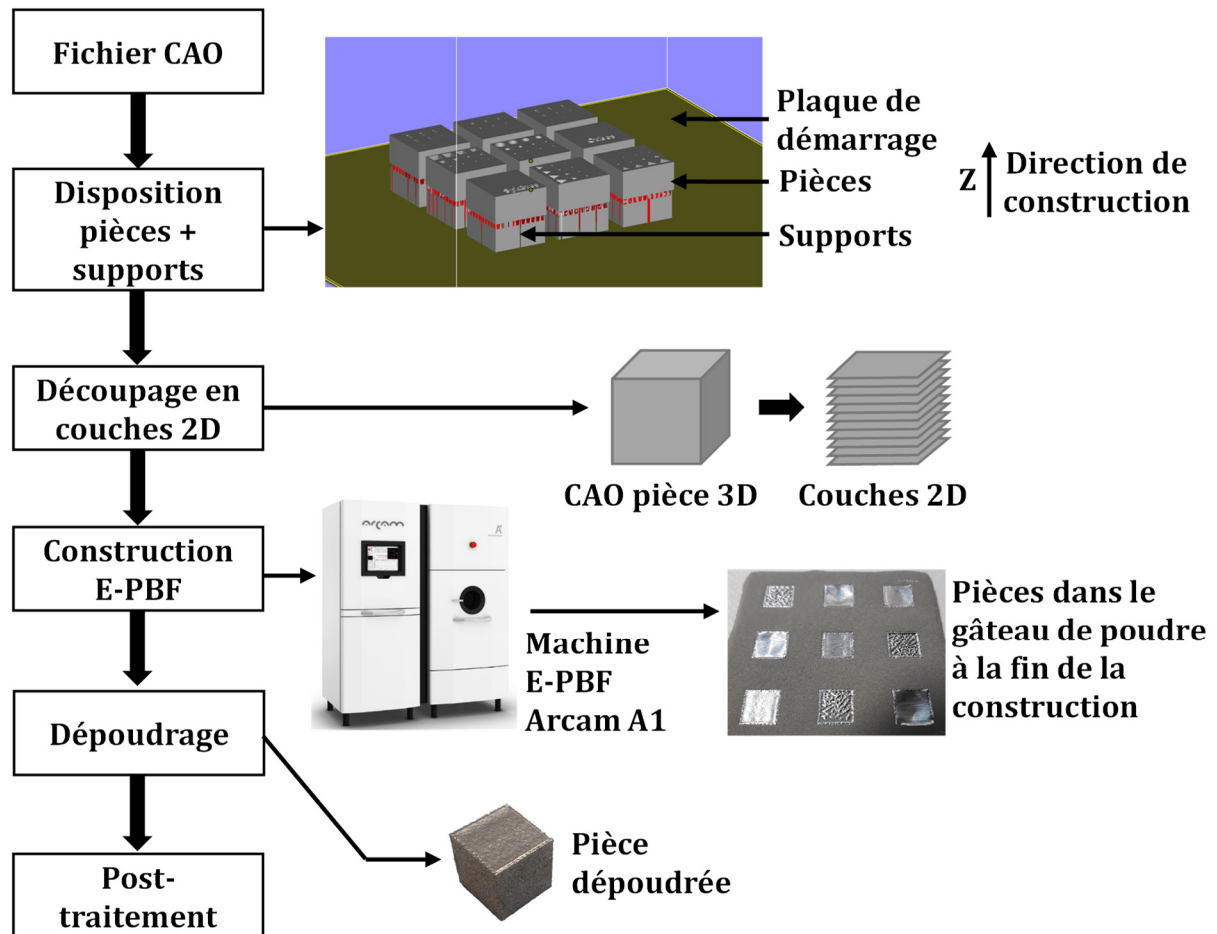 Fichier CAO
Disposition
pièces +
supports
Plaque de
démarrage
Pièces
Supports
Z
Direction de
construction
Découpage en
couches 2D
CAO pièce 3D
Couches 2D
Construction
E-PBF
arcam
A1
Machine
E-PBF
Arcam A1
Pièces dans le
gâteau de poudre
à la fin de la
construction
Dépoudrage
Pièce
dépoudrée
Post-
traitement